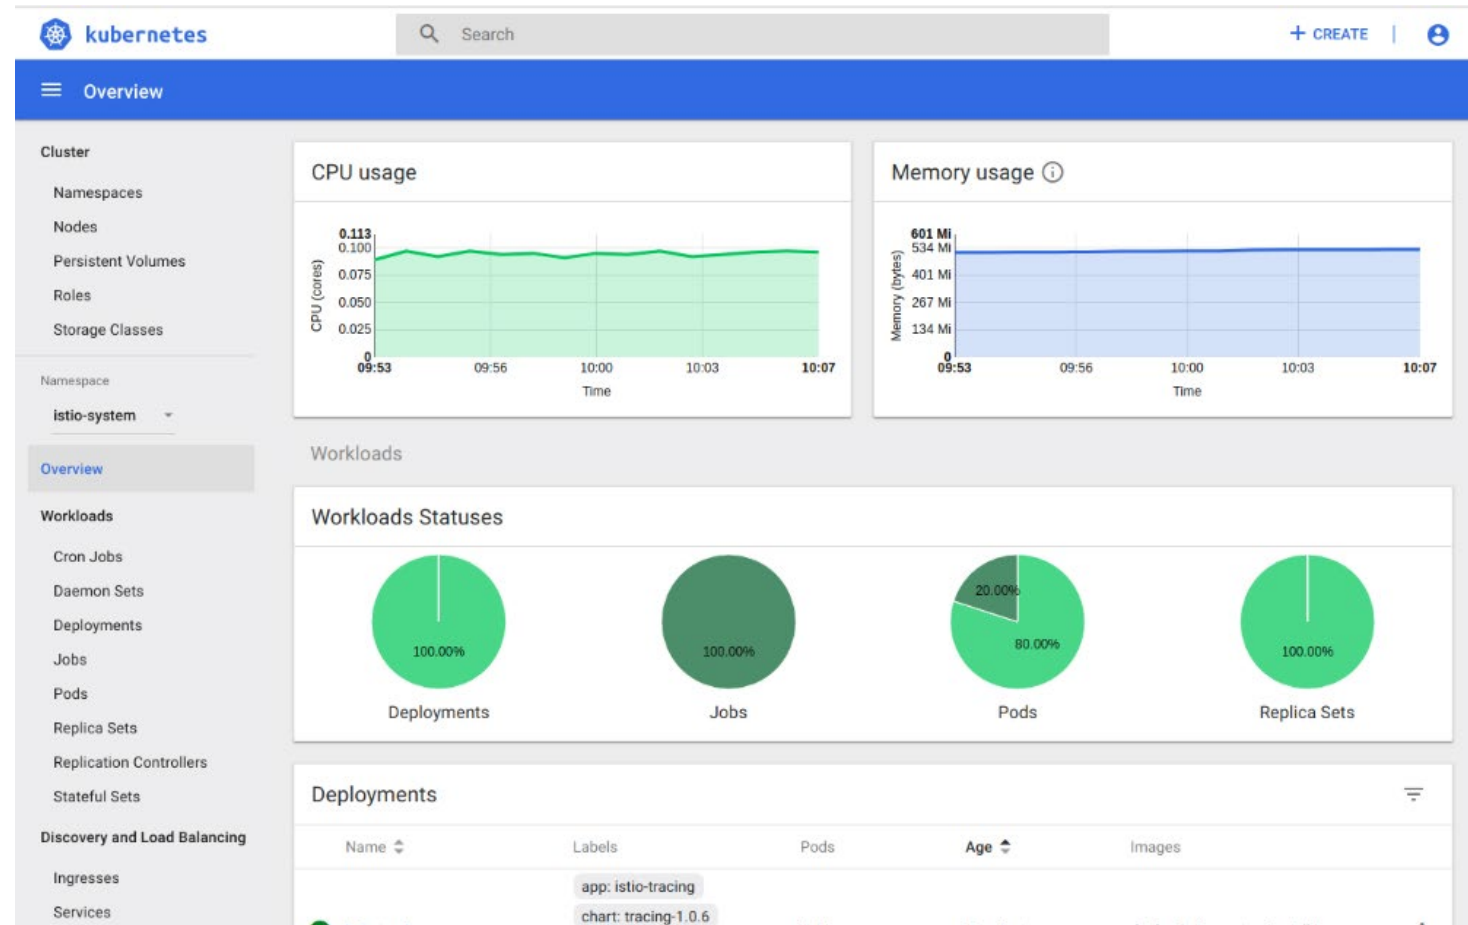 kubernetes
Search
+ CREATE
Overview
Cluster
Namespaces
Nodes
Persistent Volumes
Roles
Storage Classes
Namespace
istio-system
Overview
Workloads
Cron Jobs
Daemon Sets
Deployments
Jobs
Pods
Replica Sets
Replication Controllers
Stateful Sets
Discovery and Load Balancing
Ingresses
Services
CPU usage
CPU (cores)
0.113
0.100
0.075
0.050
0.025
0
09:53 09:56 10:00 10:03 10:07
Time
Memory usage
Memory (bytes)
601 Mi
534 Mi
401 Mi
267 Mi
134 Mi
0
09:53 09:56 10:00 10:03 10:07
Time
Workloads
Workloads Statuses
100.00%
Deployments
100.00%
Jobs
20.00%
80.00%
Pods
100.00%
Replica Sets
Deployments
Name Labels Pods Age Images
app: istio-tracing
chart: tracing-1.0.6